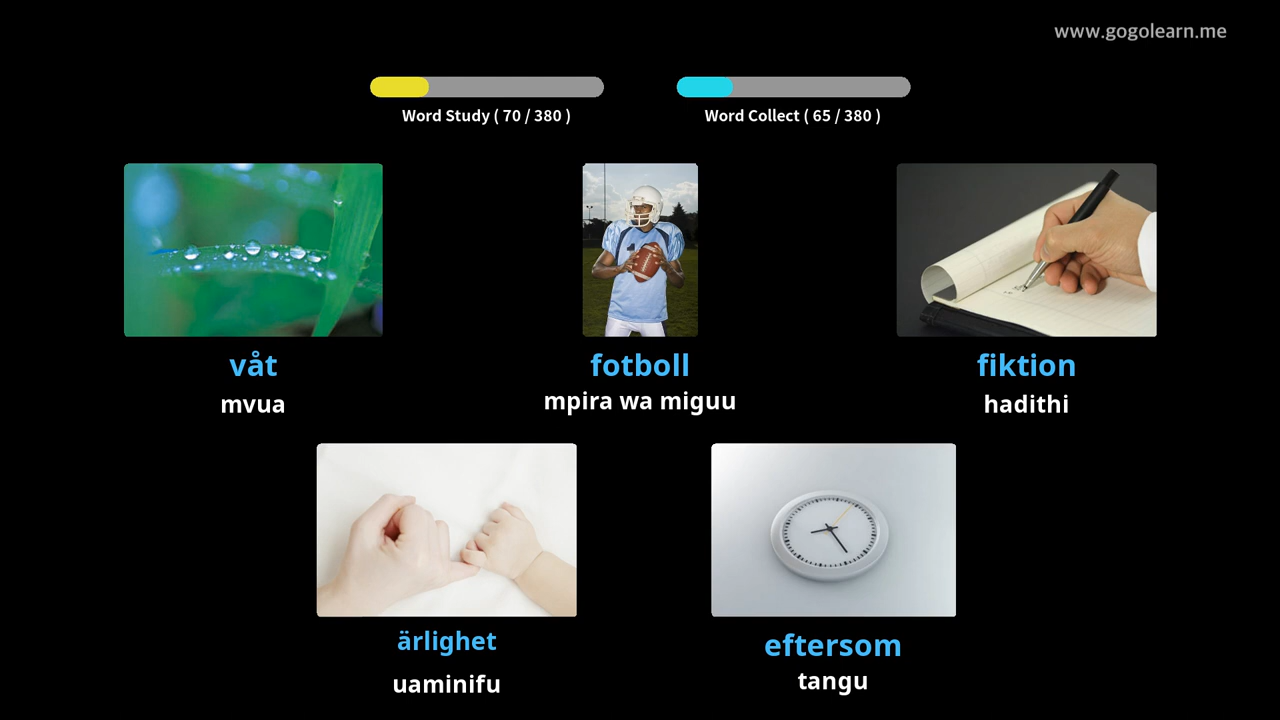 www.gogolearn.me
Word Study ( 70 / 380 )
Word Collect ( 65 / 380 )
våt
mvua
fotboll
mpira wa miguu
fiktion
hadithi
ärlighet
uaminifu
eftersom
tangu